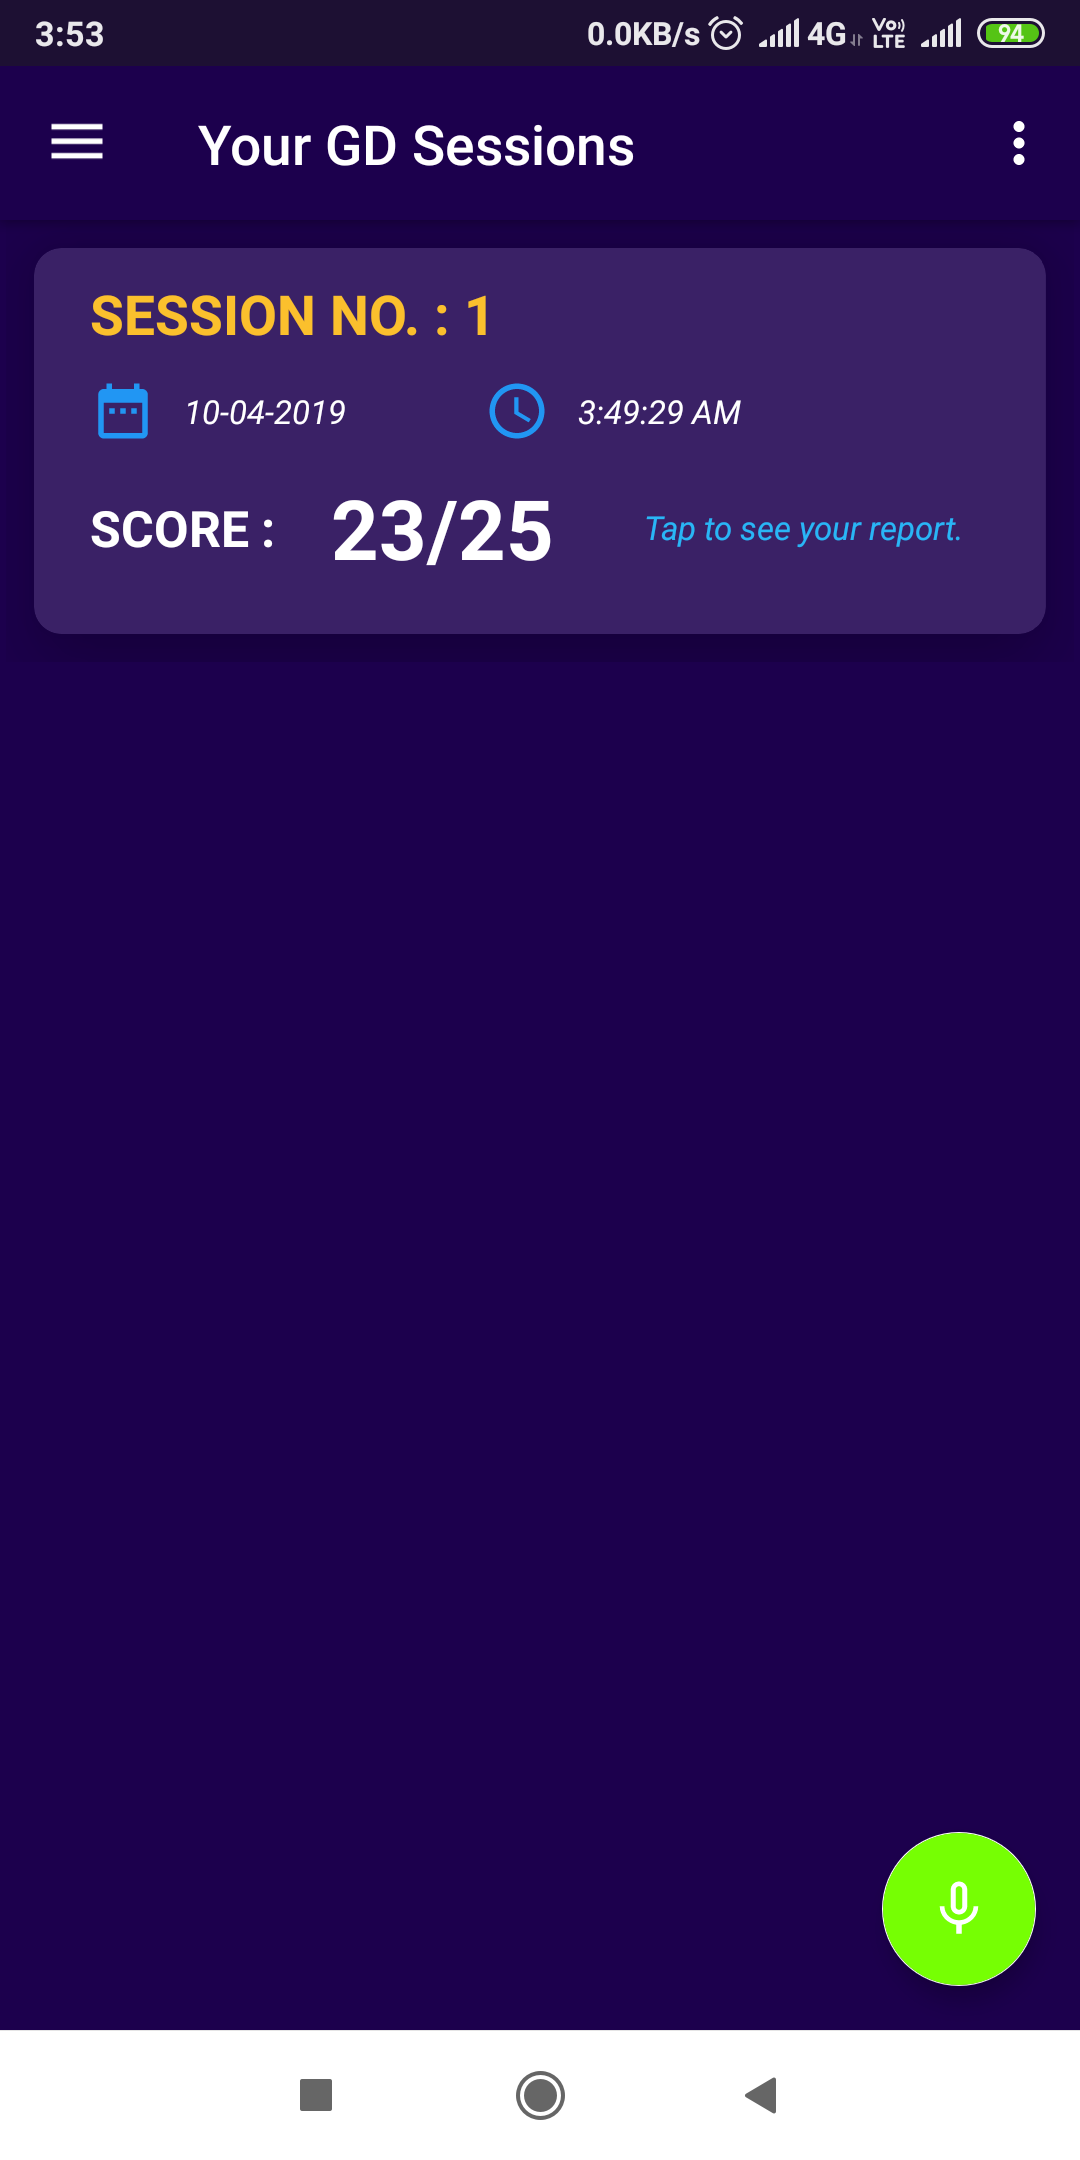 3:53 0.0KB/s 4G Vo LTE 94
Your GD Sessions
SESSION NO. : 1
10-04-2019 3:49:29 AM
SCORE : 23/25 Tap to see your report.